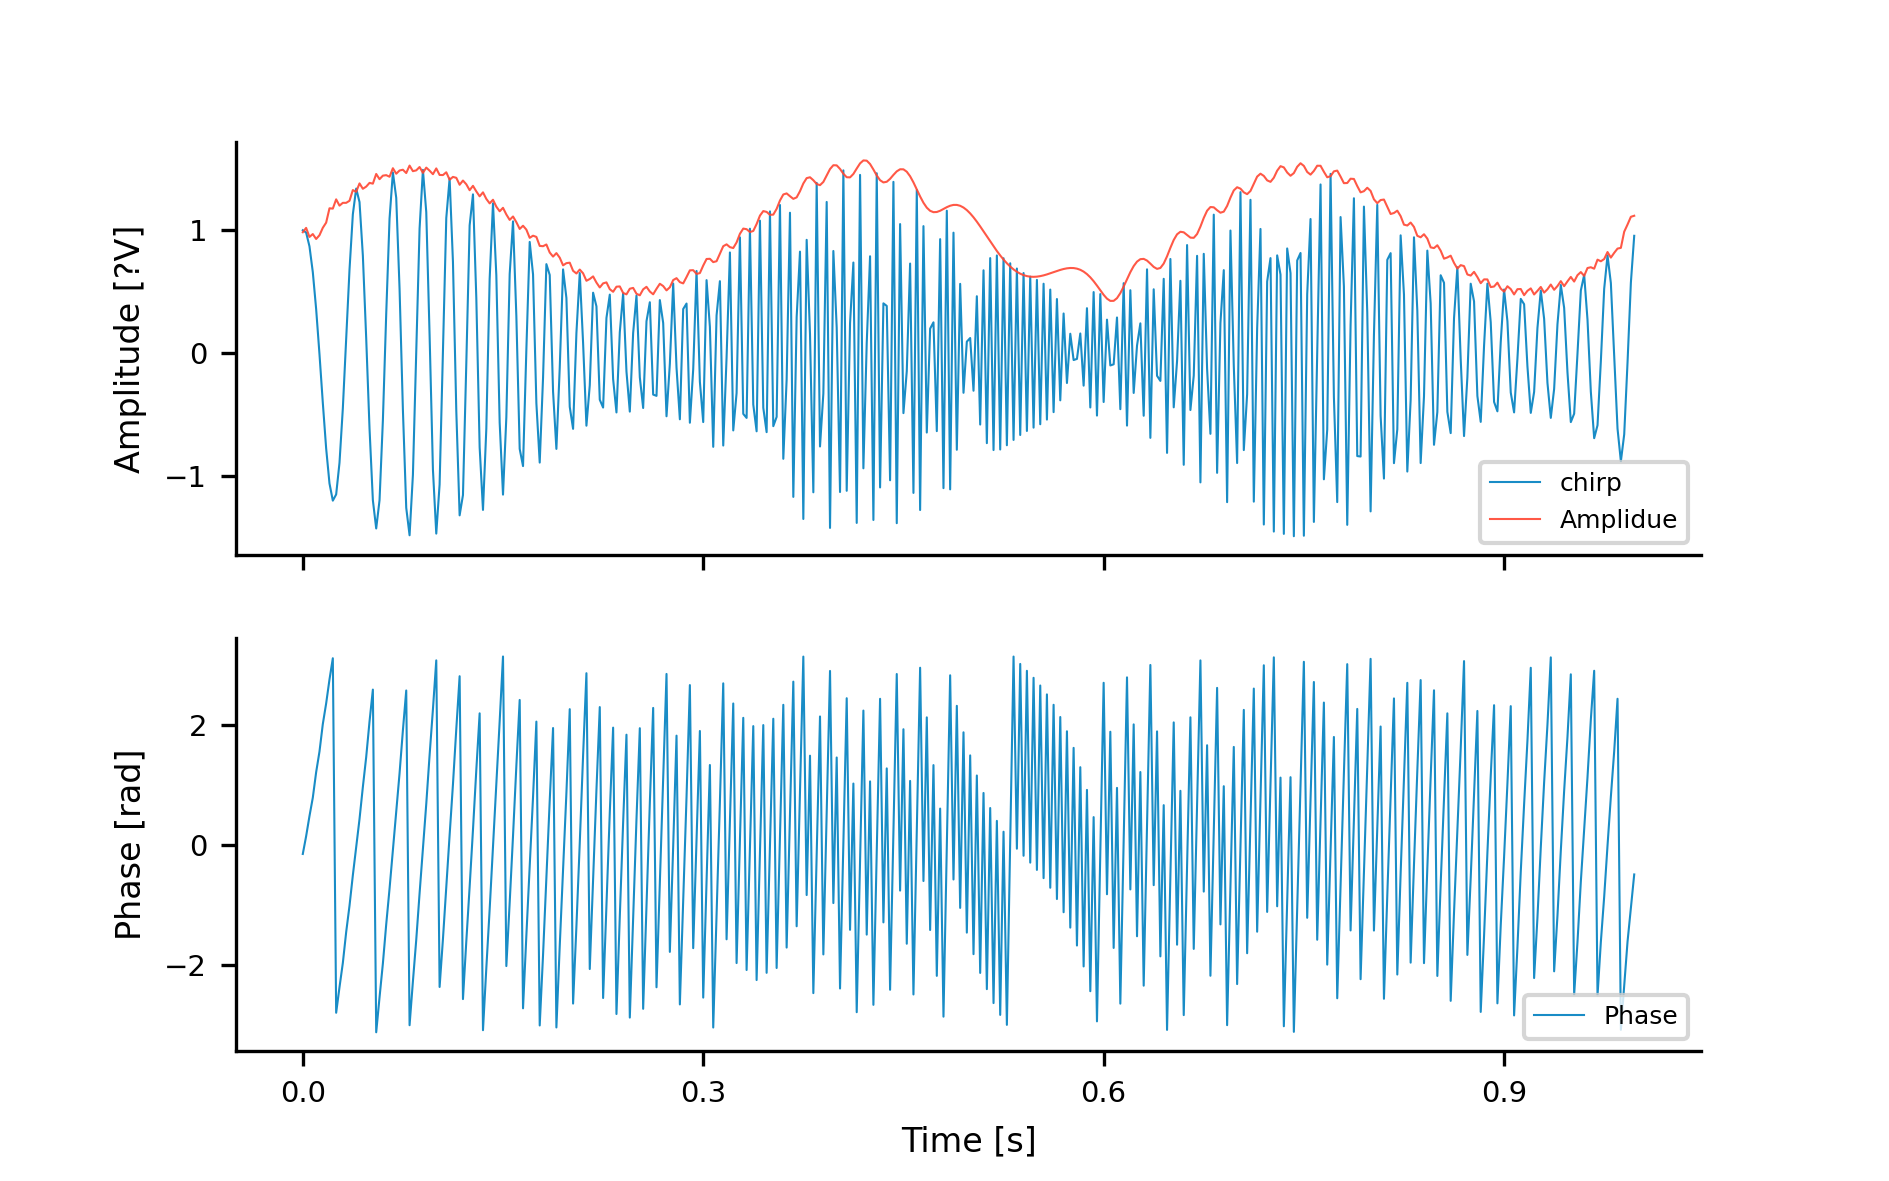 Amplitude [?V]
1
0
−1
chirp
Amplidue
Phase [rad]
2
0
−2
Phase
0.0 0.3 0.6 0.9
Time [s]